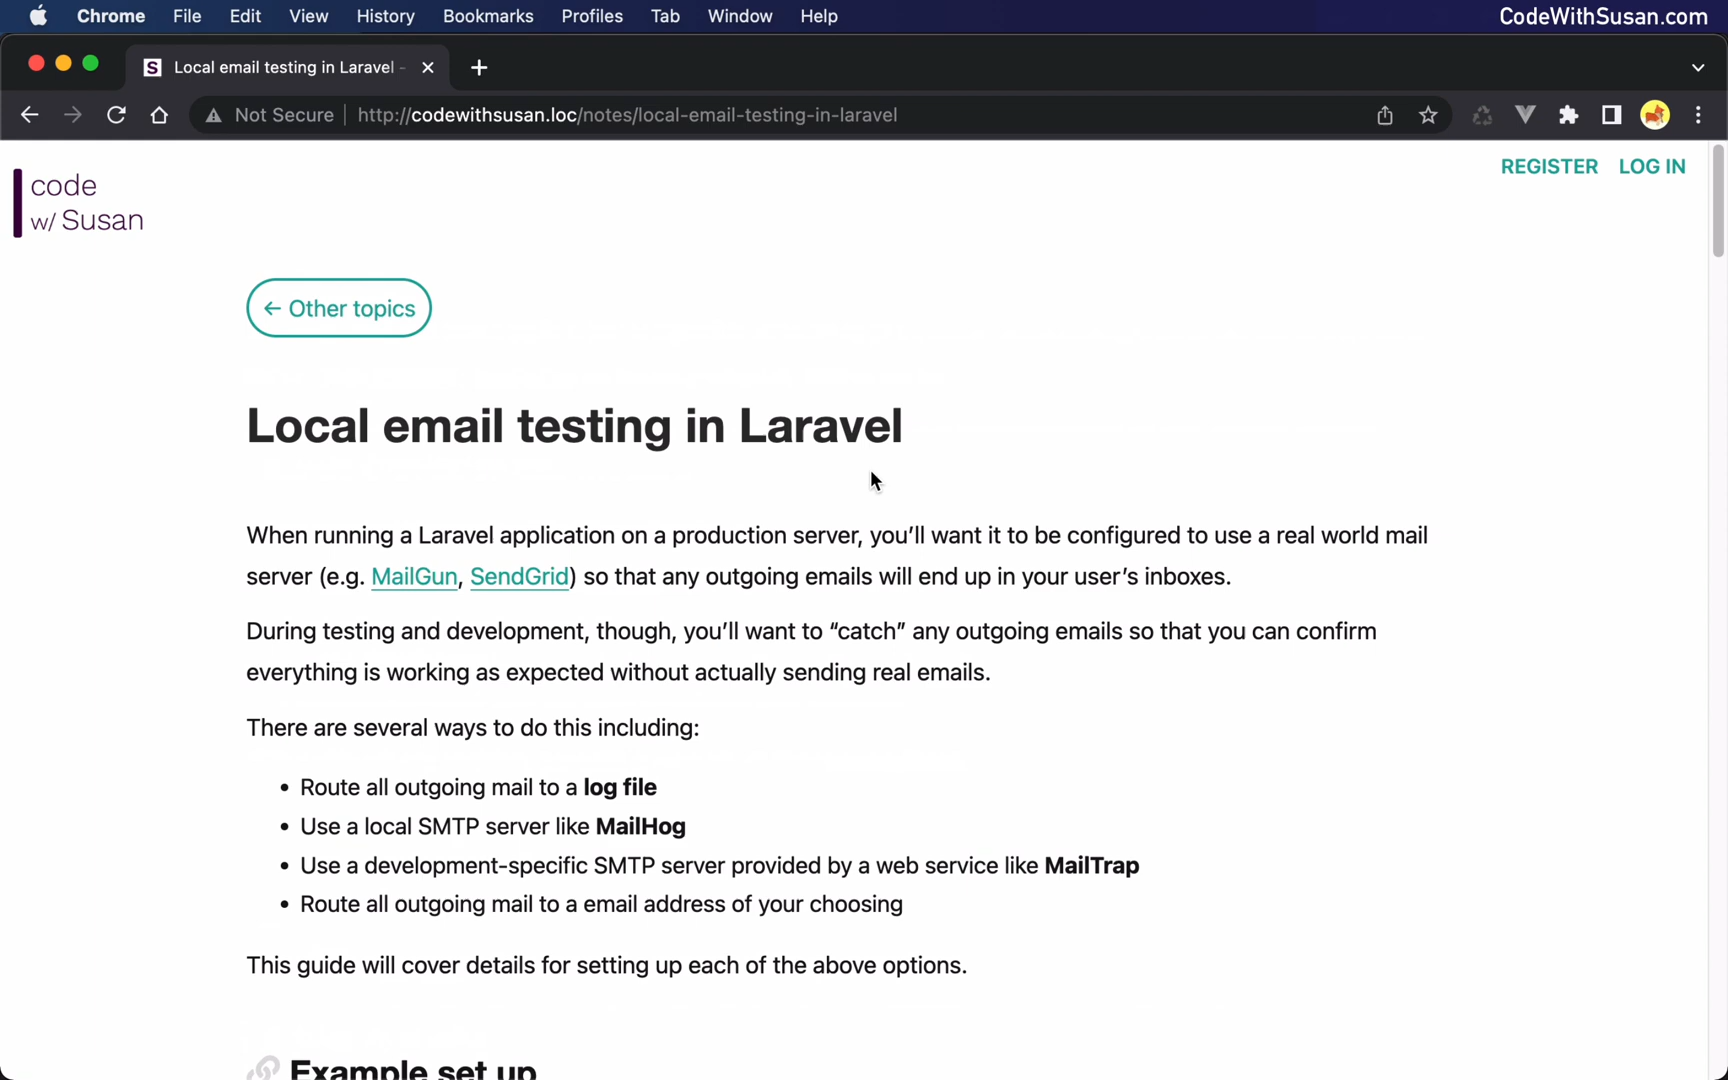 Chrome File Edit View History Bookmarks Profiles Tab Window Help CodeWithSusan.com
S Local email testing in Laravel -
Not Secure http://codewithsusan.loc/notes/local-email-testing-in-laravel
REGISTER LOG IN
code
w/ Susan
← Other topics
Local email testing in Laravel
When running a Laravel application on a production server, you’ll want it to be configured to use a real world mail
server (e.g. MailGun, SendGrid) so that any outgoing emails will end up in your user’s inboxes.
During testing and development, though, you’ll want to “catch” any outgoing emails so that you can confirm
everything is working as expected without actually sending real emails.
There are several ways to do this including:
• Route all outgoing mail to a log file
• Use a local SMTP server like MailHog
• Use a development-specific SMTP server provided by a web service like MailTrap
• Route all outgoing mail to a email address of your choosing
This guide will cover details for setting up each of the above options.
Example set up